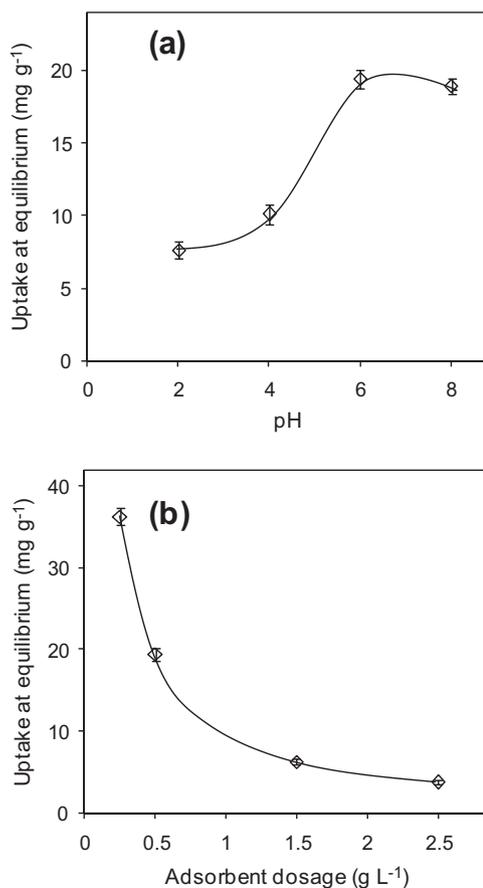 (a)
Uptake at equilibrium (mg g-1)
20
15
10
5
0
0 2 4 6 8
pH
(b)
Uptake at equilibrium (mg g-1)
40
30
20
10
0
0 0.5 1 1.5 2 2.5
Adsorbent dosage (g L-1)